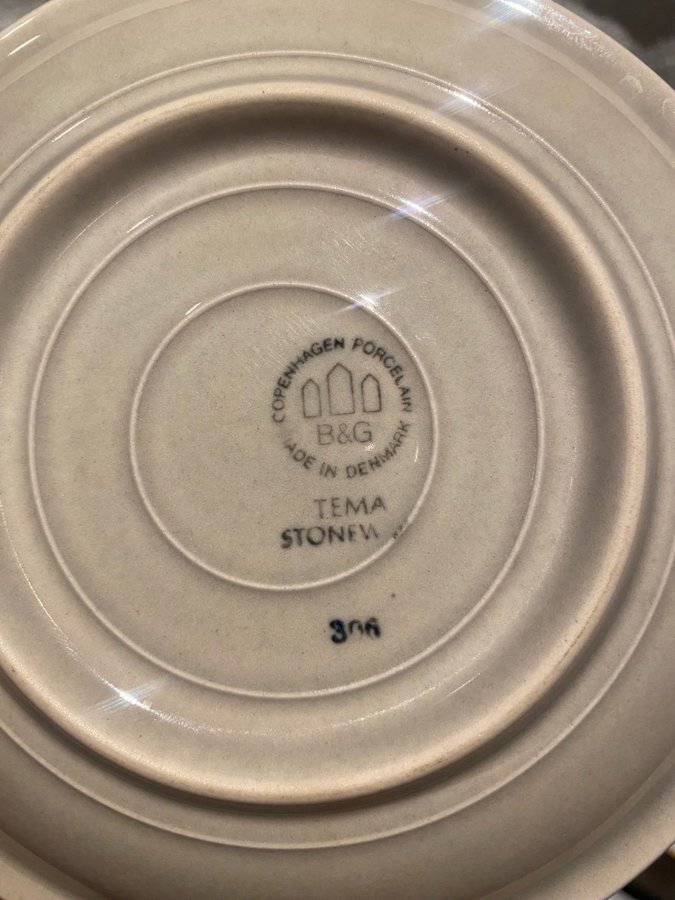 COPENHAGEN PORCELAIN
B&G
ADE IN DENMARK
TEMA
STONEW
306